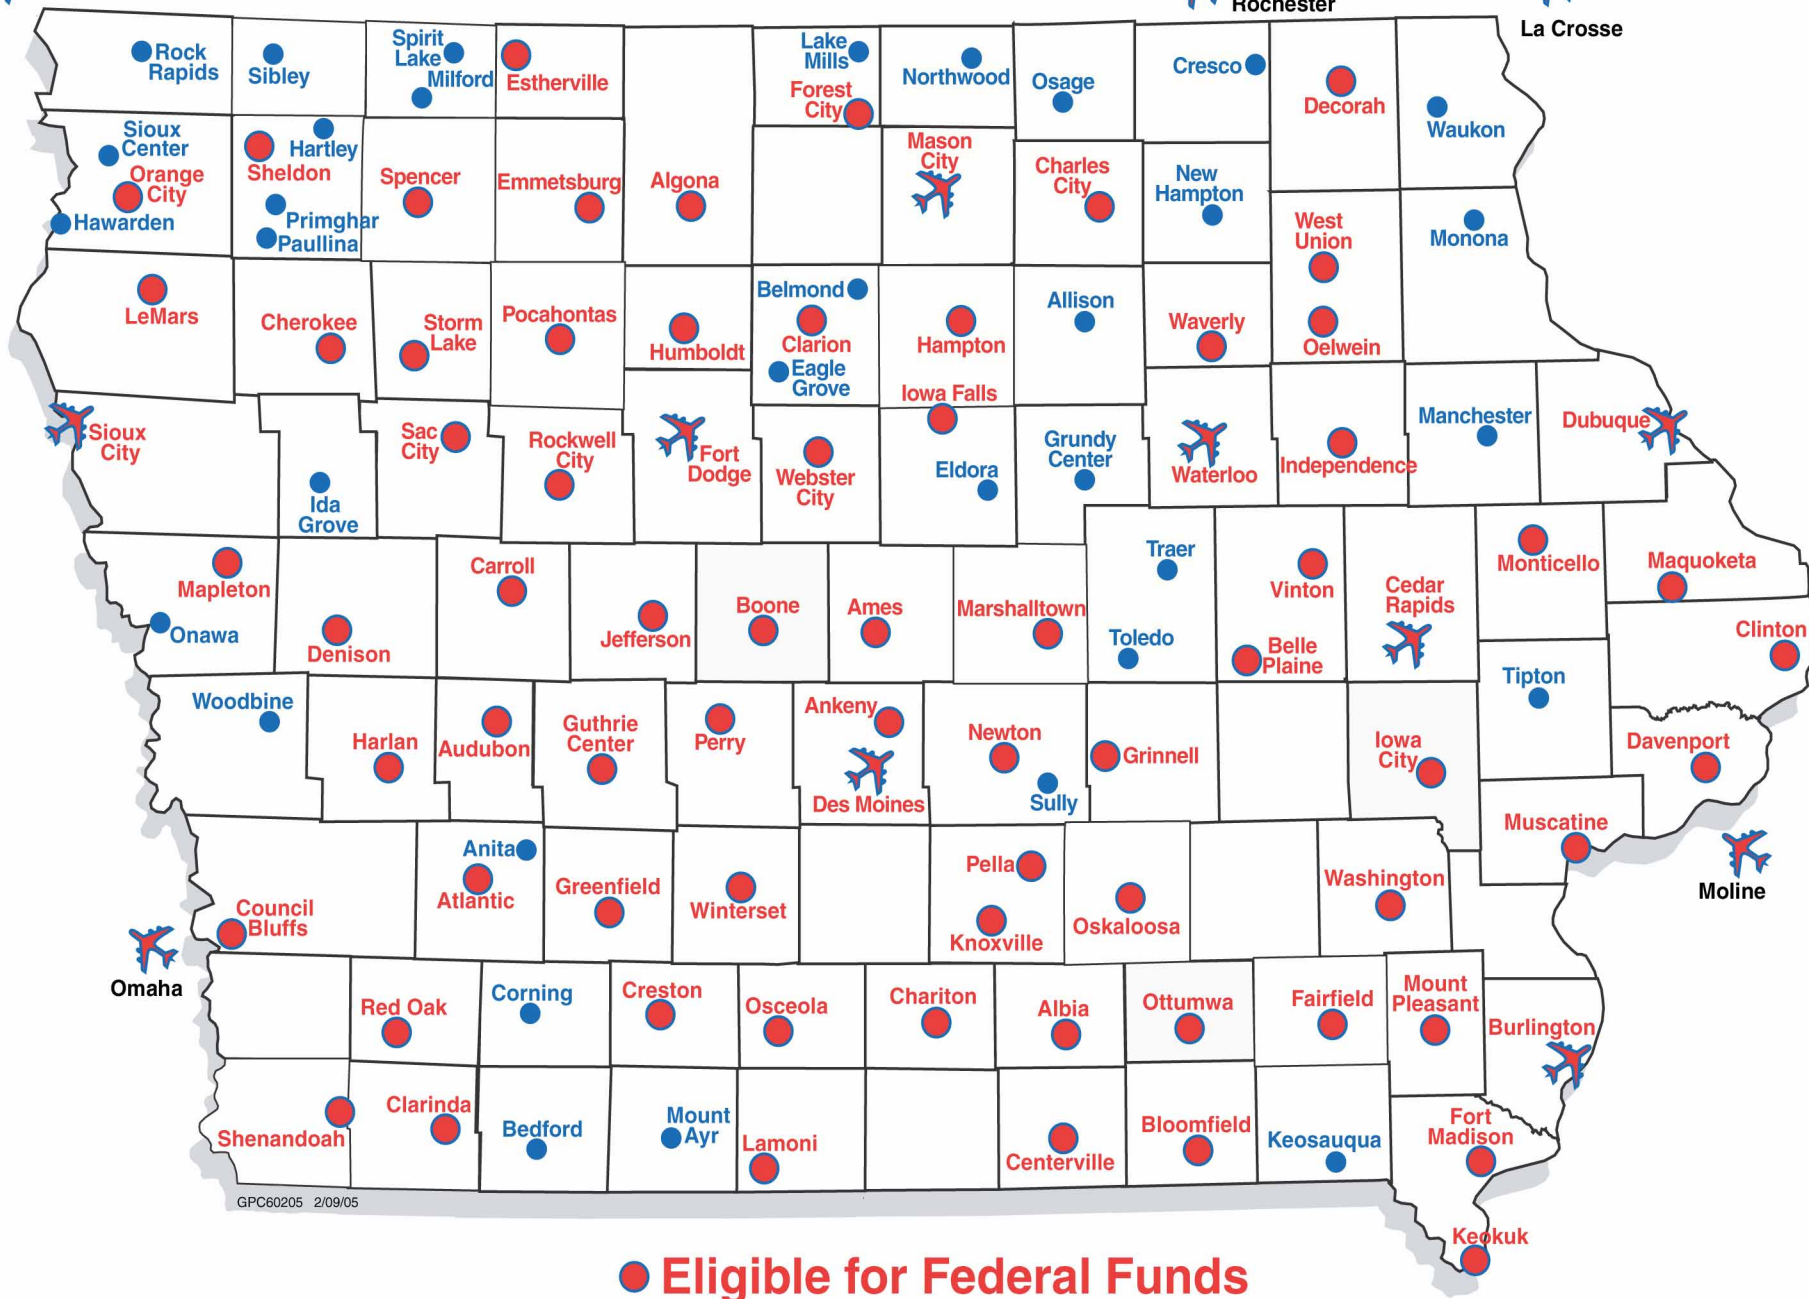 Rochester
La Crosse
Rock
Rapids
Sibley
Spirit
Lake
Milford
Estherville
Lake
Mills
Forest
City
Northwood
Osage
Cresco
Decorah
Waukon
Sioux
Center
Orange
City
Hawarden
Hartley
Sheldon
Primghar
Paullina
Spencer
Emmetsburg
Algona
Mason
City
Charles
City
New
Hampton
West
Union
Monona
LeMars
Cherokee
Storm
Lake
Pocahontas
Humboldt
Belmond
Clarion
Eagle
Grove
Hampton
Iowa Falls
Allison
Waverly
Oelwein
Sioux
City
Ida
Grove
Sac
City
Rockwell
City
Fort
Dodge
Webster
City
Eldora
Grundy
Center
Waterloo
Independence
Manchester
Dubuque
Mapleton
Onawa
Denison
Carroll
Jefferson
Boone
Ames
Marshalltown
Traer
Toledo
Vinton
Belle
Plaine
Cedar
Rapids
Monticello
Maquoketa
Clinton
Woodbine
Harlan
Audubon
Guthrie
Center
Perry
Ankeny
Des Moines
Newton
Sully
Grinnell
Iowa
City
Tipton
Davenport
Muscatine
Moline
Council
Bluffs
Omaha
Anita
Atlantic
Greenfield
Winterset
Pella
Knoxville
Oskaloosa
Washington
Red Oak
Corning
Creston
Osceola
Chariton
Albia
Ottumwa
Fairfield
Mount
Pleasant
Burlington
Shenandoah
Clarinda
Bedford
Mount
Ayr
Lamoni
Centerville
Bloomfield
Keosauqua
Fort
Madison
Keokuk
GPC60205 2/09/05
Eligible for Federal Funds